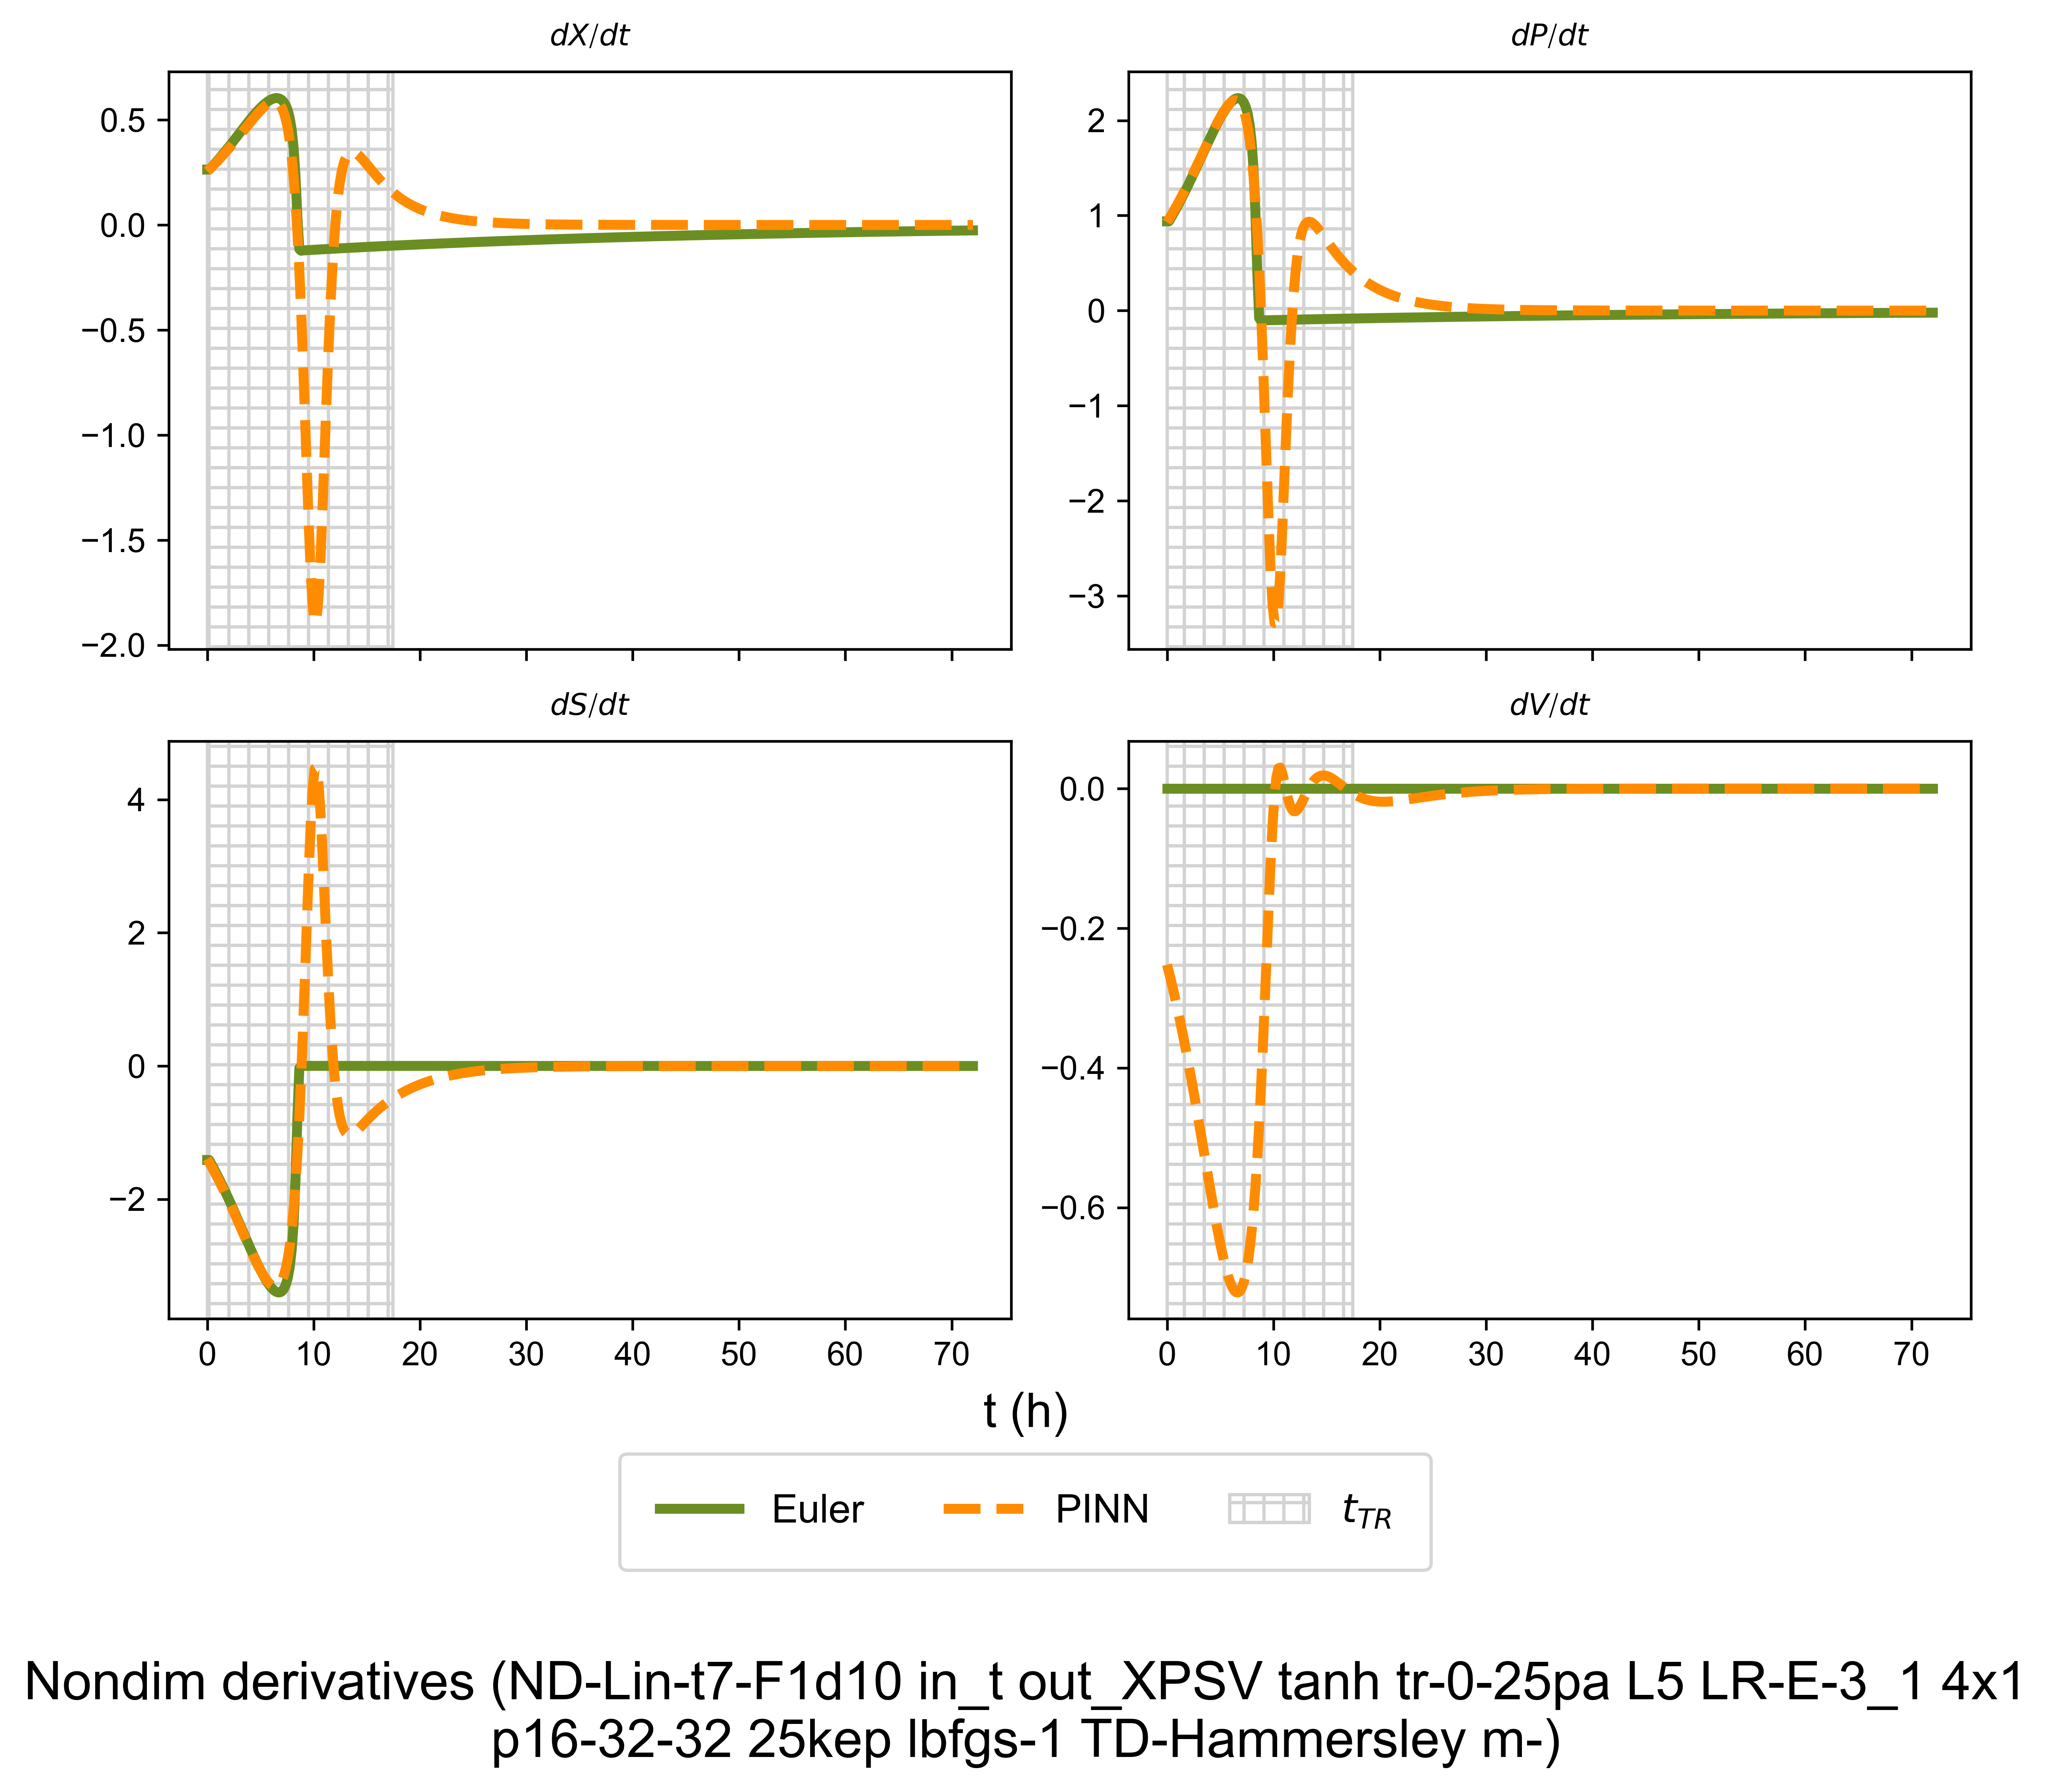 dX/dt
dP/dt
0.5
0.0
−0.5
−1.0
−1.5
−2.0
2
1
0
−1
−2
−3
dS/dt
dV/dt
4
2
0
−2
0.0
−0.2
−0.4
−0.6
0 10 20 30 40 50 60 70
0 10 20 30 40 50 60 70
t (h)
Euler PINN t_TR
Nondim derivatives (ND-Lin-t7-F1d10 in_t out_XPSV tanh tr-0-25pa L5 LR-E-3_1 4x1
p16-32-32 25kep lbfgs-1 TD-Hammersley m-)